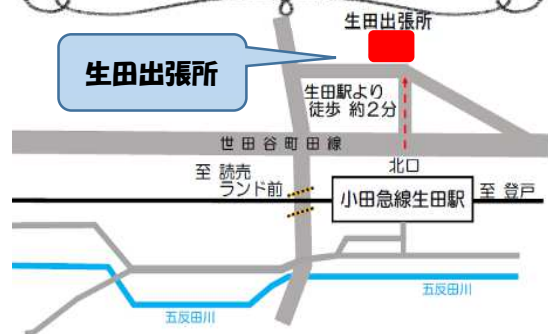 生田出張所
生田出張所
生田駅より
徒歩 約2分
世田谷町田線
至 読売
ランド前
北口
小田急線生田駅
至 登戸
五反田川
五反田川